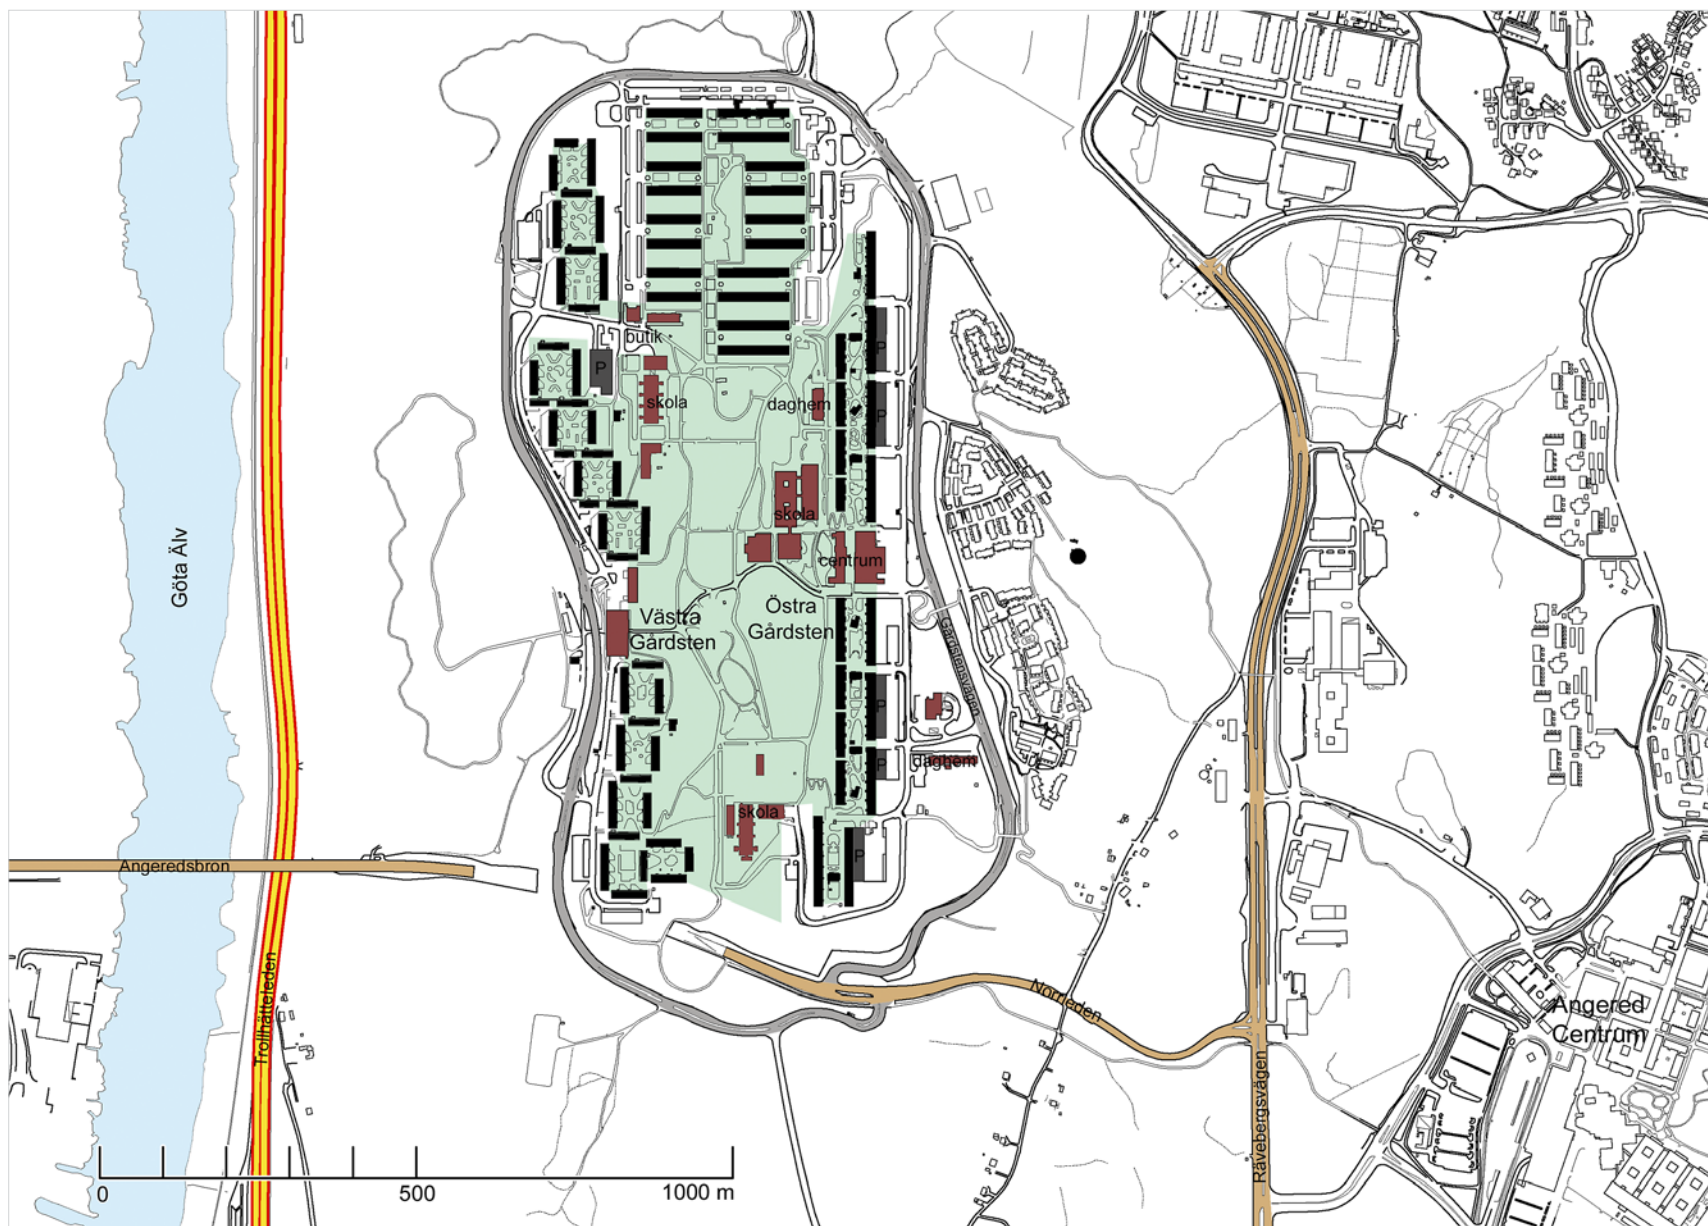 butik
P
P
skola
daghem
P
skola
centrum
Göta Älv
Västra
Gårdsten
Östra
Gårdsten
Gårdstensvägen
P
P
daghem
skola
P
Angeredsbron
Trollhätteleden
Norrleden
Angered
Centrum
Rävebergsvägen
0
500
1000 m